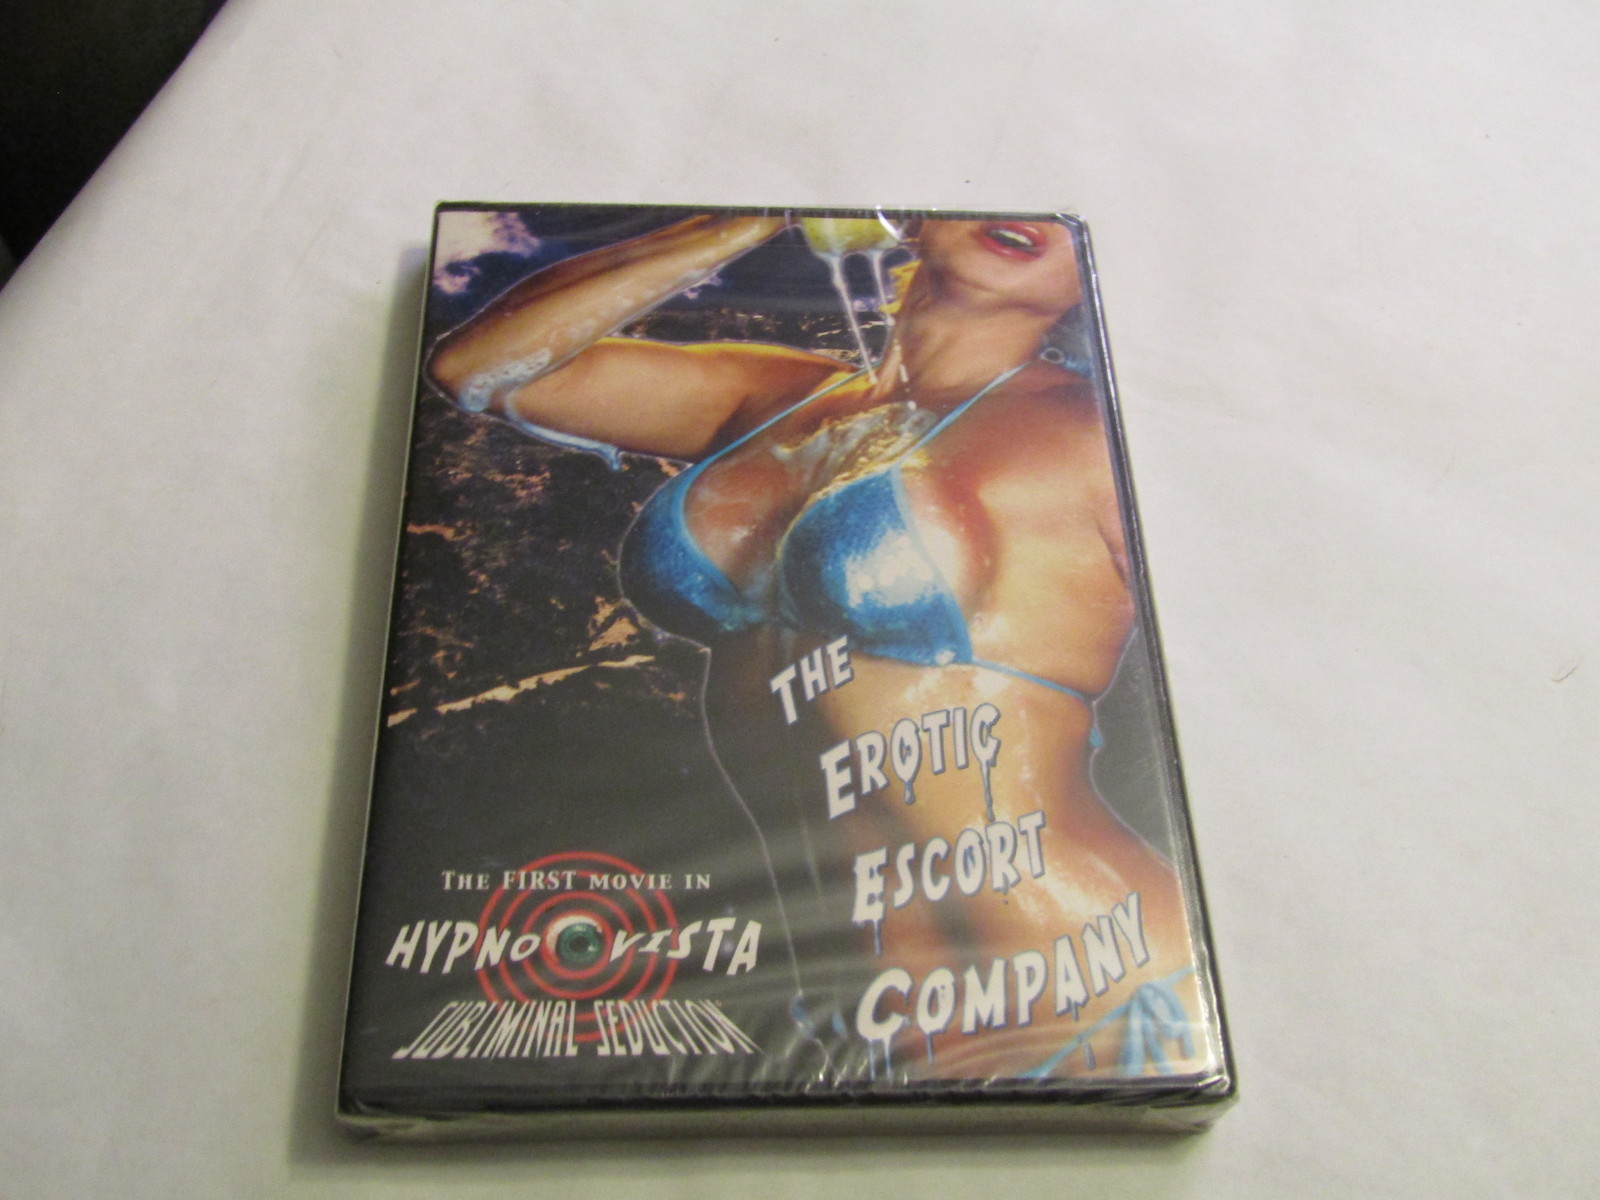 THE
EROTIC
ESCORT
COMPANY
THE FIRST MOVIE IN
HYPNO VISTA
SUBLIMINAL SEDUCTION